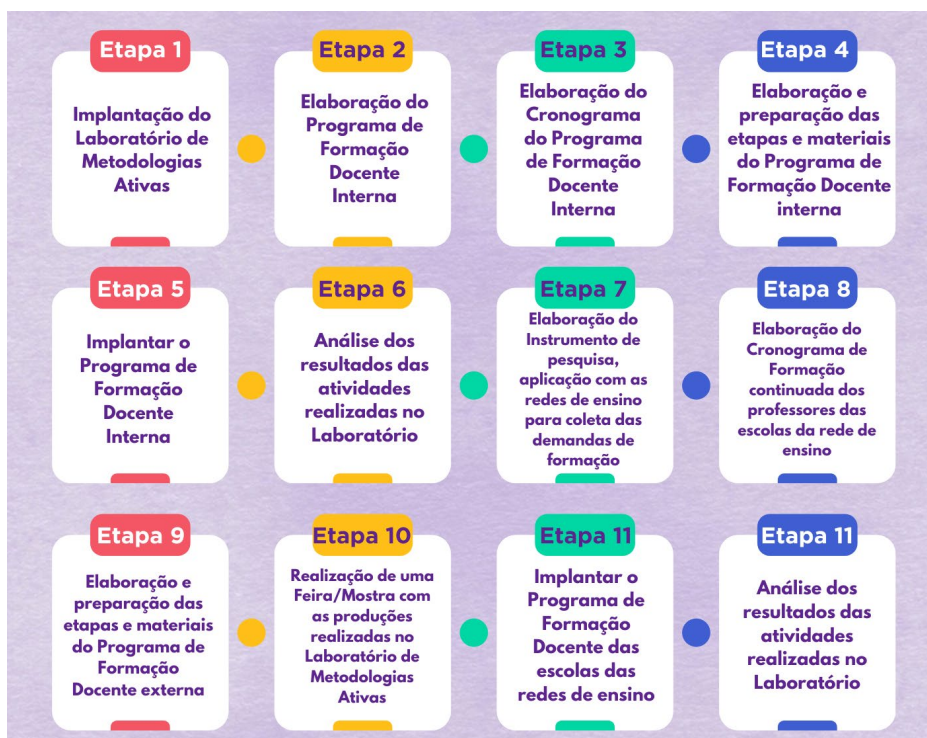 Etapa 1
Implantação do
Laboratório de
Metodologias
Ativas
Etapa 2
Elaboração do
Programa de
Formação
Docente
Interna
Etapa 3
Elaboração do
Cronograma
do Programa
de Formação
Docente
Interna
Etapa 4
Elaboração e
preparação das
etapas e materiais
do Programa de
Formação Docente
interna
Etapa 5
Implantar o
Programa de
Formação
Docente
Interna
Etapa 6
Análise dos
resultados das
atividades
realizadas no
Laboratório
Etapa 7
Elaboração do
Instrumento de
pesquisa,
aplicação com as
redes de ensino
para coleta das
demandas de
formação
Etapa 8
Elaboração do
Cronograma de
Formação
continuada dos
professores das
escolas da rede de
ensino
Etapa 9
Elaboração e
preparação das
etapas e materiais
do Programa de
Formação
Docente externa
Etapa 10
Realização de uma
Feira/Mostra com
as produções
realizadas no
Laboratório de
Metodologias
Ativas
Etapa 11
Implantar o
Programa de
Formação
Docente das
escolas das
redes de ensino
Etapa 11
Análise dos
resultados das
atividades
realizadas no
Laboratório